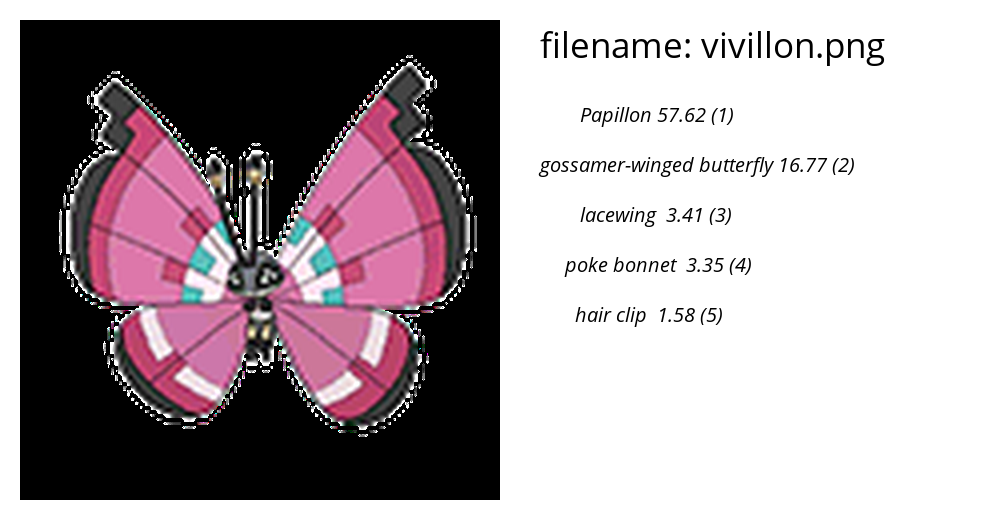 filename: vivillon.png
Papillon 57.62 (1)
gossamer-winged butterfly 16.77 (2)
lacewing 3.41 (3)
poke bonnet 3.35 (4)
hair clip 1.58 (5)